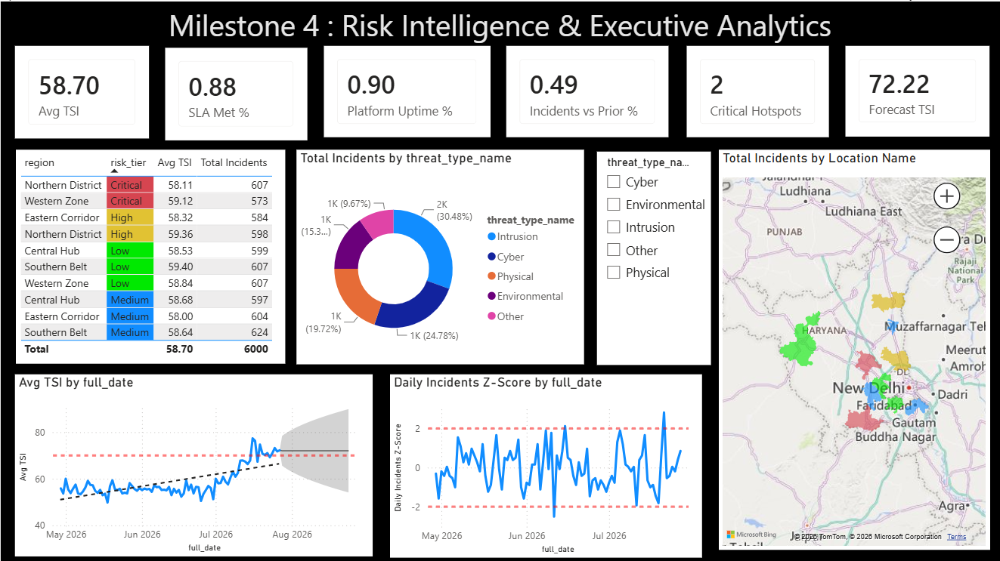 Milestone 4 : Risk Intelligence & Executive Analytics
58.70
Avg TSI
0.88
SLA Met %
0.90
Platform Uptime %
0.49
Incidents vs Prior %
2
Critical Hotspots
72.22
Forecast TSI
region risk_tier Avg TSI Total Incidents
Northern District Critical 58.11 607
Western Zone Critical 59.12 573
Eastern Corridor High 58.32 584
Northern District High 59.36 598
Central Hub Low 58.53 599
Southern Belt Low 59.40 607
Western Zone Low 58.84 607
Central Hub Medium 58.68 597
Eastern Corridor Medium 58.00 604
Southern Belt Medium 58.64 624
Total 58.70 6000
Total Incidents by threat_type_name
1K (9.67%)
2K
(30.48%)
1K
(15.3...)
1K
(19.72%)
1K (24.78%)
threat_type_name
Intrusion
Cyber
Physical
Environmental
Other
threat_type_na...
Cyber
Environmental
Intrusion
Other
Physical
Total Incidents by Location Name
Ludhiana
Ludhiana East
PUNJAB
Rajaji
National
Park
HARYANA
Muzaffarnagar Teh
Meerut
Amroh
DL
New Delhi
Dadri
Faridabad
Gautam
Buddha Nagar
Agra
Microsoft Bing
© 2026 TomTom, © 2026 Microsoft Corporation Terms
Avg TSI by full_date
Avg TSI
80
60
40
May 2026 Jun 2026 Jul 2026 Aug 2026
full_date
Daily Incidents Z-Score by full_date
Daily Incidents Z-Score
2
0
-2
May 2026 Jun 2026 Jul 2026
full_date